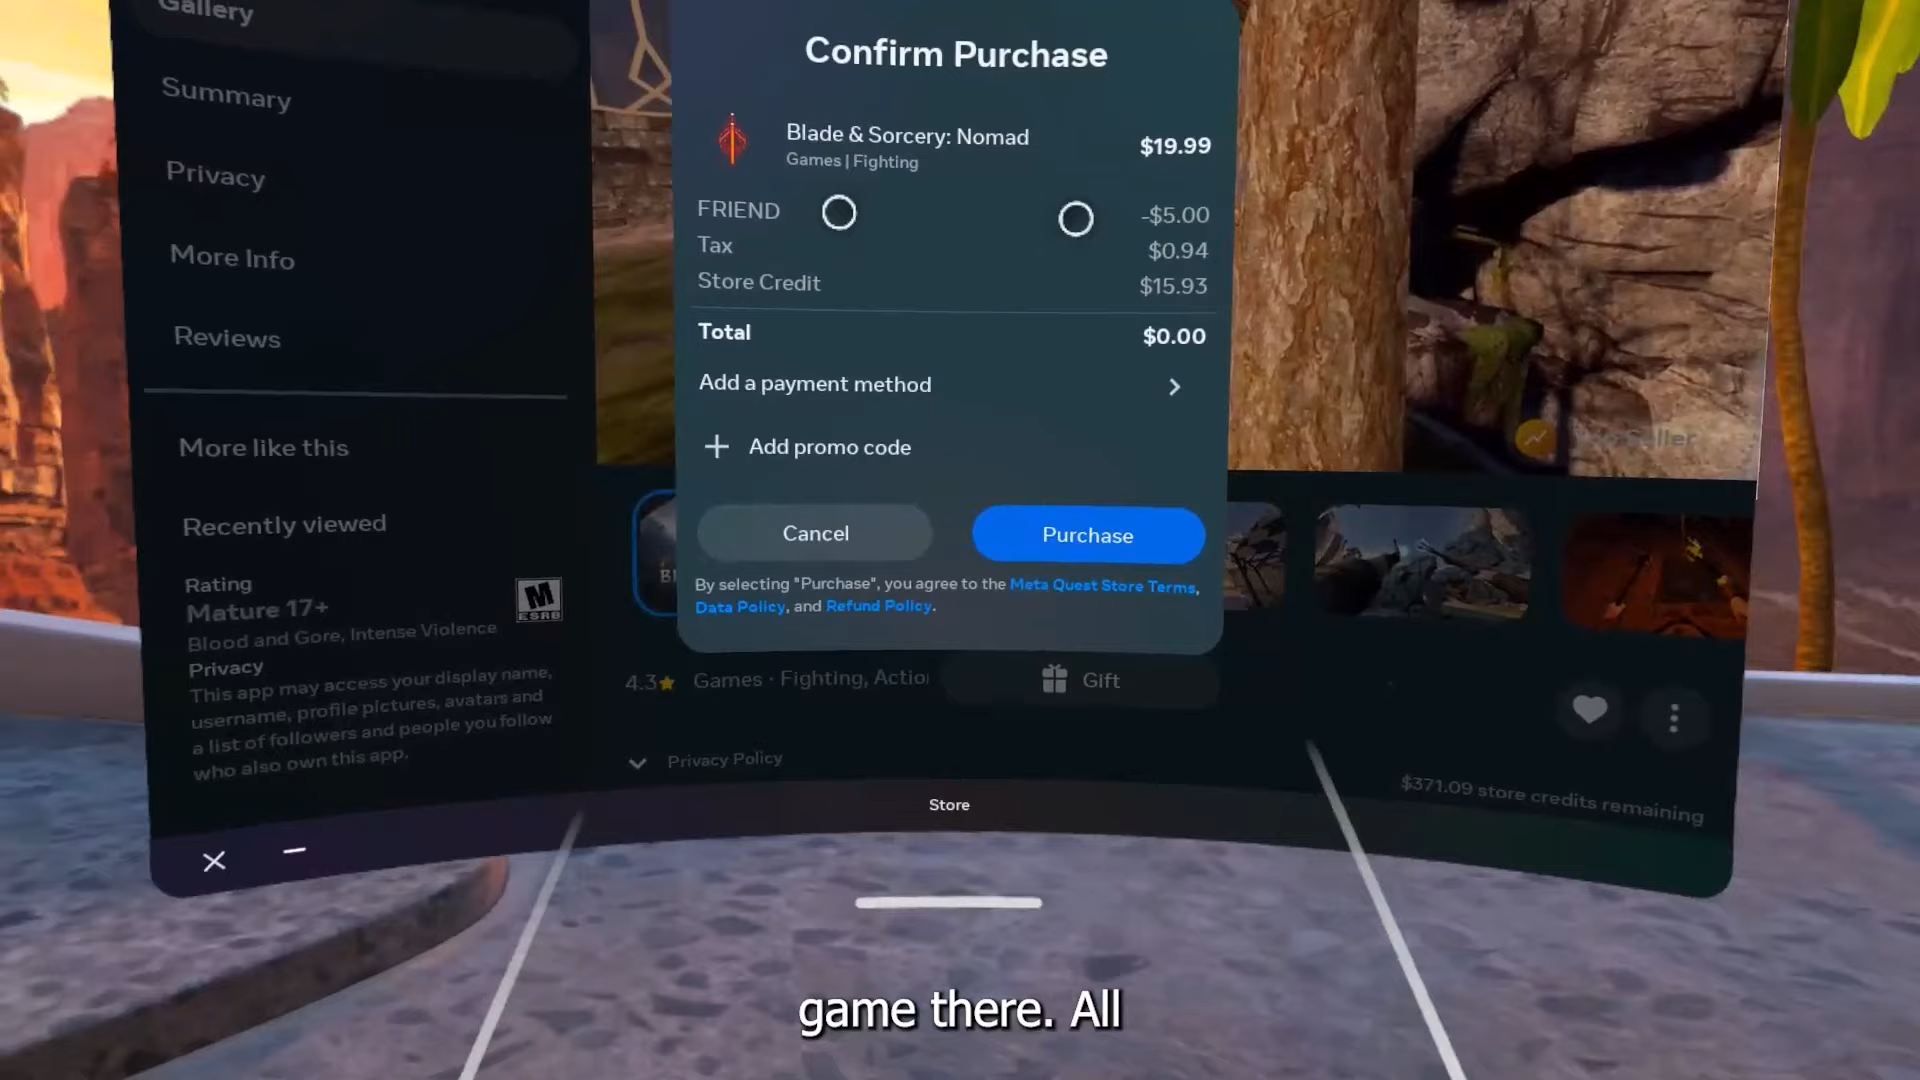 Gallery
Summary
Privacy
More Info
Reviews
More like this
Recently viewed
Rating
Mature 17+
Blood and Gore, Intense Violence
M
ESRB
Privacy
This app may access your display name,
username, profile pictures, avatars and
a list of followers and people you follow
who also own this app.
Confirm Purchase
Blade & Sorcery: Nomad
Games | Fighting
$19.99
FRIEND
-$5.00
Tax
$0.94
Store Credit
$15.93
Total
$0.00
Add a payment method
Add promo code
Cancel
Purchase
By selecting "Purchase", you agree to the Meta Quest Store Terms,
Data Policy, and Refund Policy.
4.3 Games · Fighting, Actio
Gift
Privacy Policy
$371.09 store credits remaining
Store
game there. All